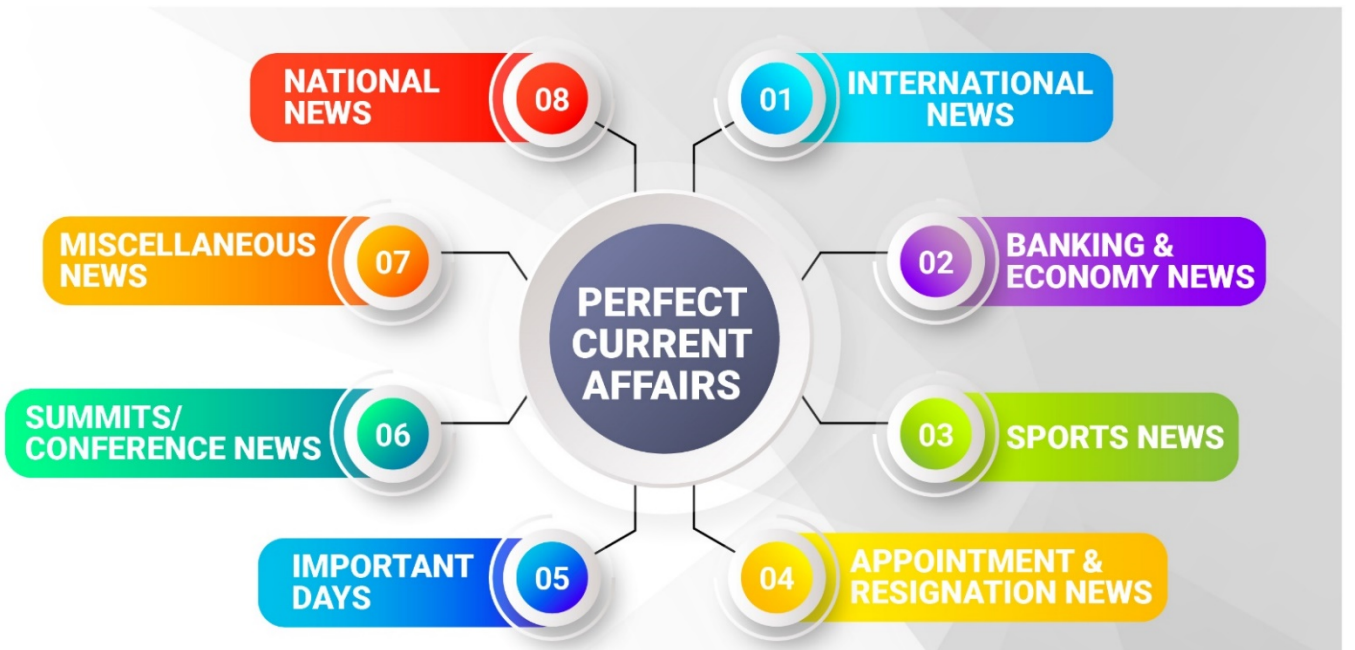 NATIONAL
NEWS
08
01
INTERNATIONAL
NEWS
MISCELLANEOUS
NEWS
07
02
BANKING &
ECONOMY NEWS
PERFECT
CURRENT
AFFAIRS
SUMMITS/
CONFERENCE NEWS
06
03
SPORTS NEWS
IMPORTANT
DAYS
05
04
APPOINTMENT &
RESIGNATION NEWS